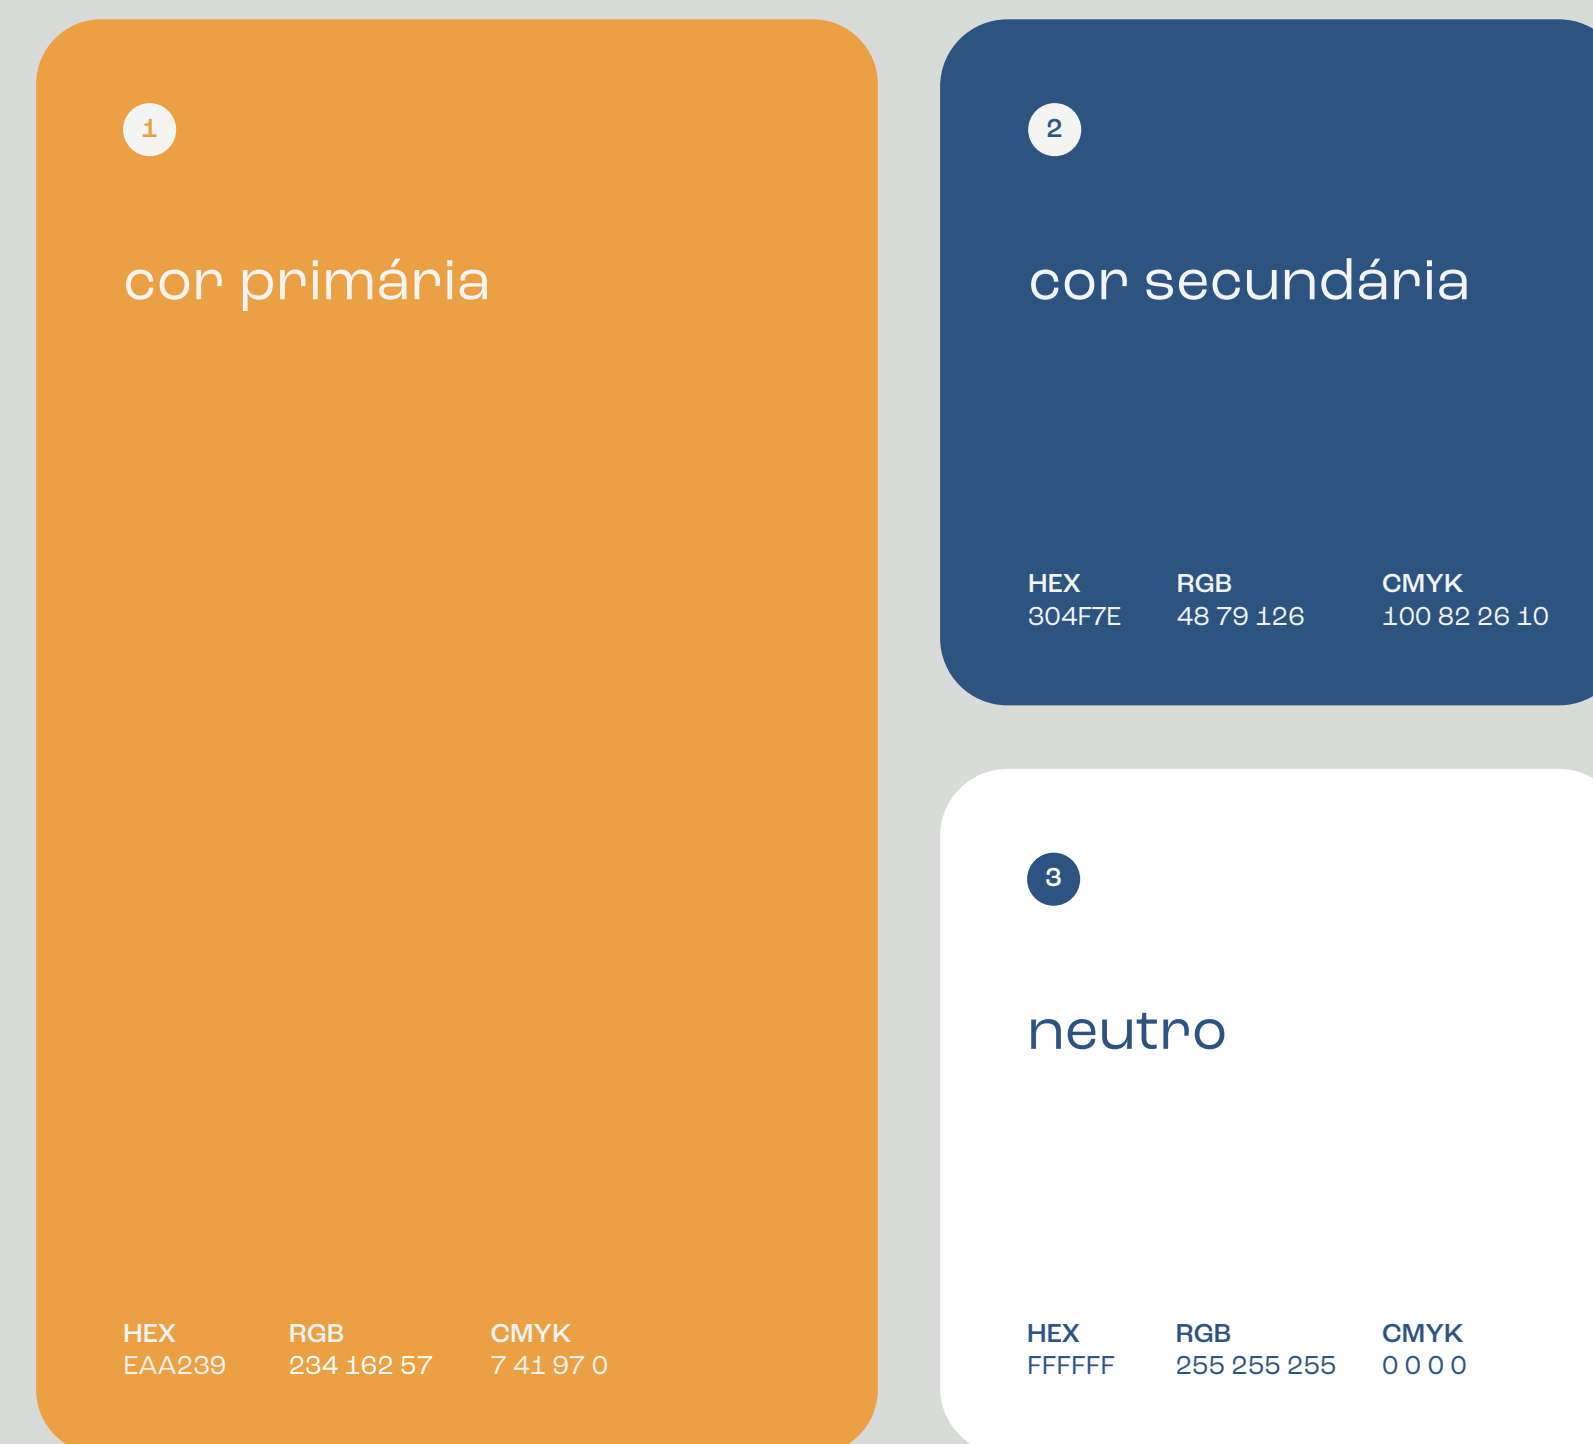 1
cor primária
HEX RGB CMYK
EAA239 234 162 57 7 41 97 0
2
cor secundária
HEX RGB CMYK
304F7E 48 79 126 100 82 26 10
3
neutro
HEX RGB CMYK
FFFFFF 255 255 255 0 0 0 0